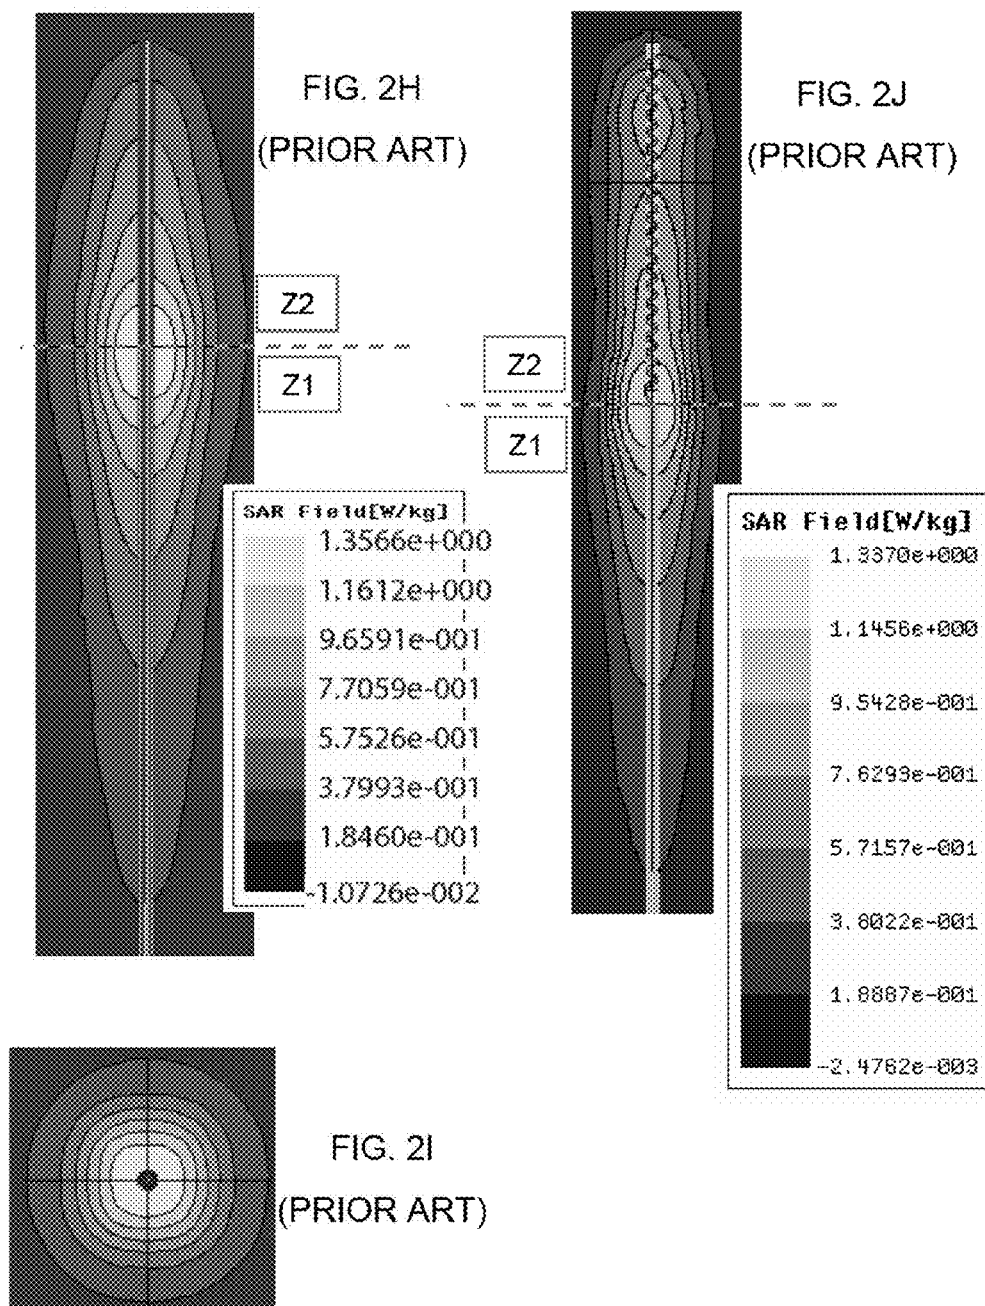 FIG. 2H
(PRIOR ART)
FIG. 2J
(PRIOR ART)
Z2
Z1
Z2
Z1
SAR Field[W/kg]
1.3566e+000
1.1612e+000
9.6591e-001
7.7059e-001
5.7526e-001
3.7993e-001
1.8460e-001
-1.0726e-002
SAR Field[W/kg]
1.3370e+000
1.1456e+000
9.5428e-001
7.6293e-001
5.7157e-001
3.8022e-001
1.8887e-001
-2.4762e-003
FIG. 2I
(PRIOR ART)